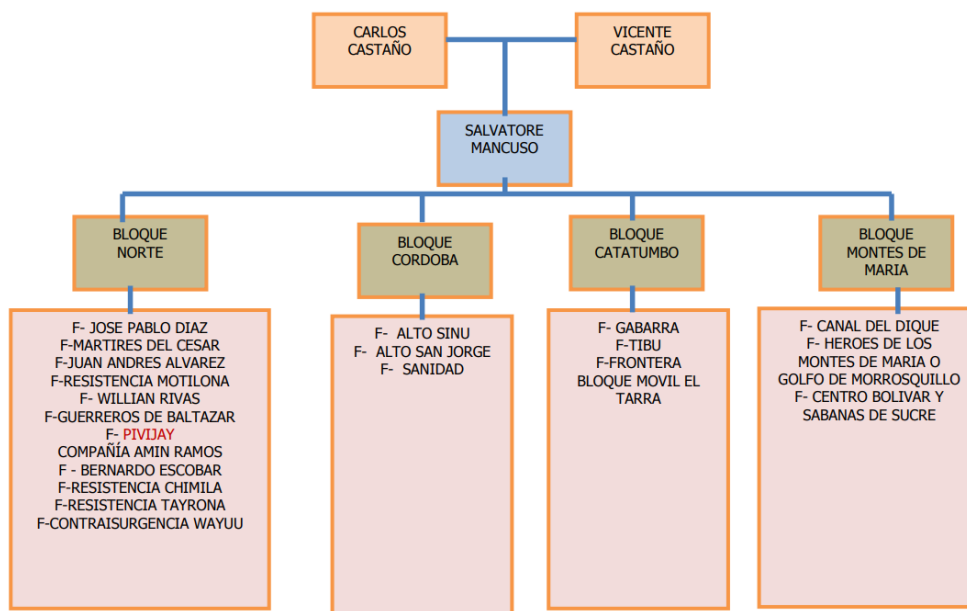 CARLOS
CASTAÑO
VICENTE
CASTAÑO
SALVATORE
MANCUSO
BLOQUE
NORTE
BLOQUE
CORDOBA
BLOQUE
CATATUMBO
BLOQUE
MONTES DE
MARIA
F- JOSE PABLO DIAZ
F-MARTIRES DEL CESAR
F-JUAN ANDRES ALVAREZ
F-RESISTENCIA MOTILONA
F- WILLIAN RIVAS
F-GUERREROS DE BALTAZAR
F- PIVIJAY
COMPAÑÍA AMIN RAMOS
F - BERNARDO ESCOBAR
F-RESISTENCIA CHIMILA
F-RESISTENCIA TAYRONA
F-CONTRAISURGENCIA WAYUU
F- ALTO SINU
F- ALTO SAN JORGE
F- SANIDAD
F- GABARRA
F-TIBU
F-FRONTERA
BLOQUE MOVIL EL
TARRA
F- CANAL DEL DIQUE
F- HEROES DE LOS
MONTES DE MARIA O
GOLFO DE MORROSQUILLO
F- CENTRO BOLIVAR Y
SABANAS DE SUCRE